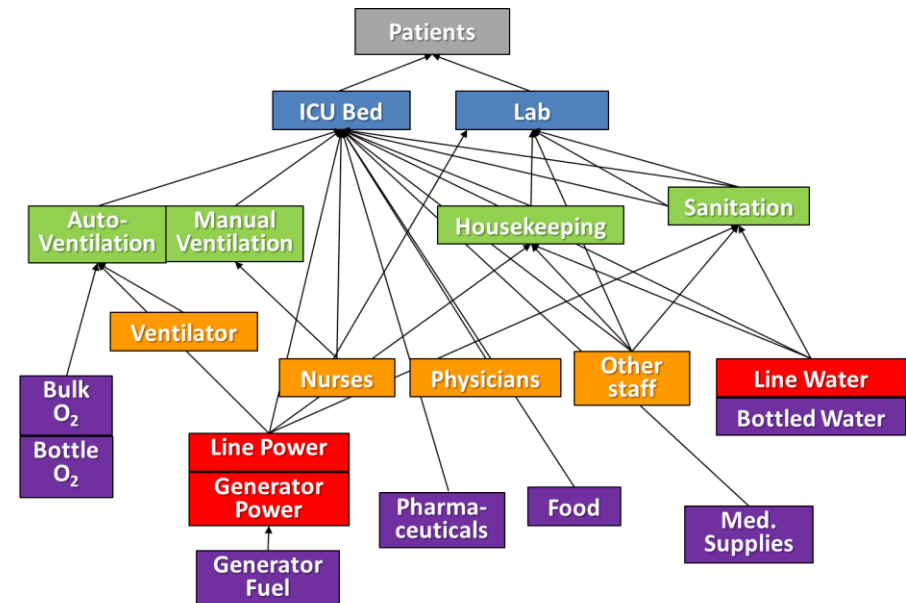 Patients
ICU Bed
Lab
Auto-
Ventilation
Manual
Ventilation
Housekeeping
Sanitation
Ventilator
Nurses
Physicians
Other
staff
Line Water
Bottled Water
Bulk
O₂
Bottle
O₂
Line Power
Generator
Power
Pharma-
ceuticals
Food
Med.
Supplies
Generator
Fuel